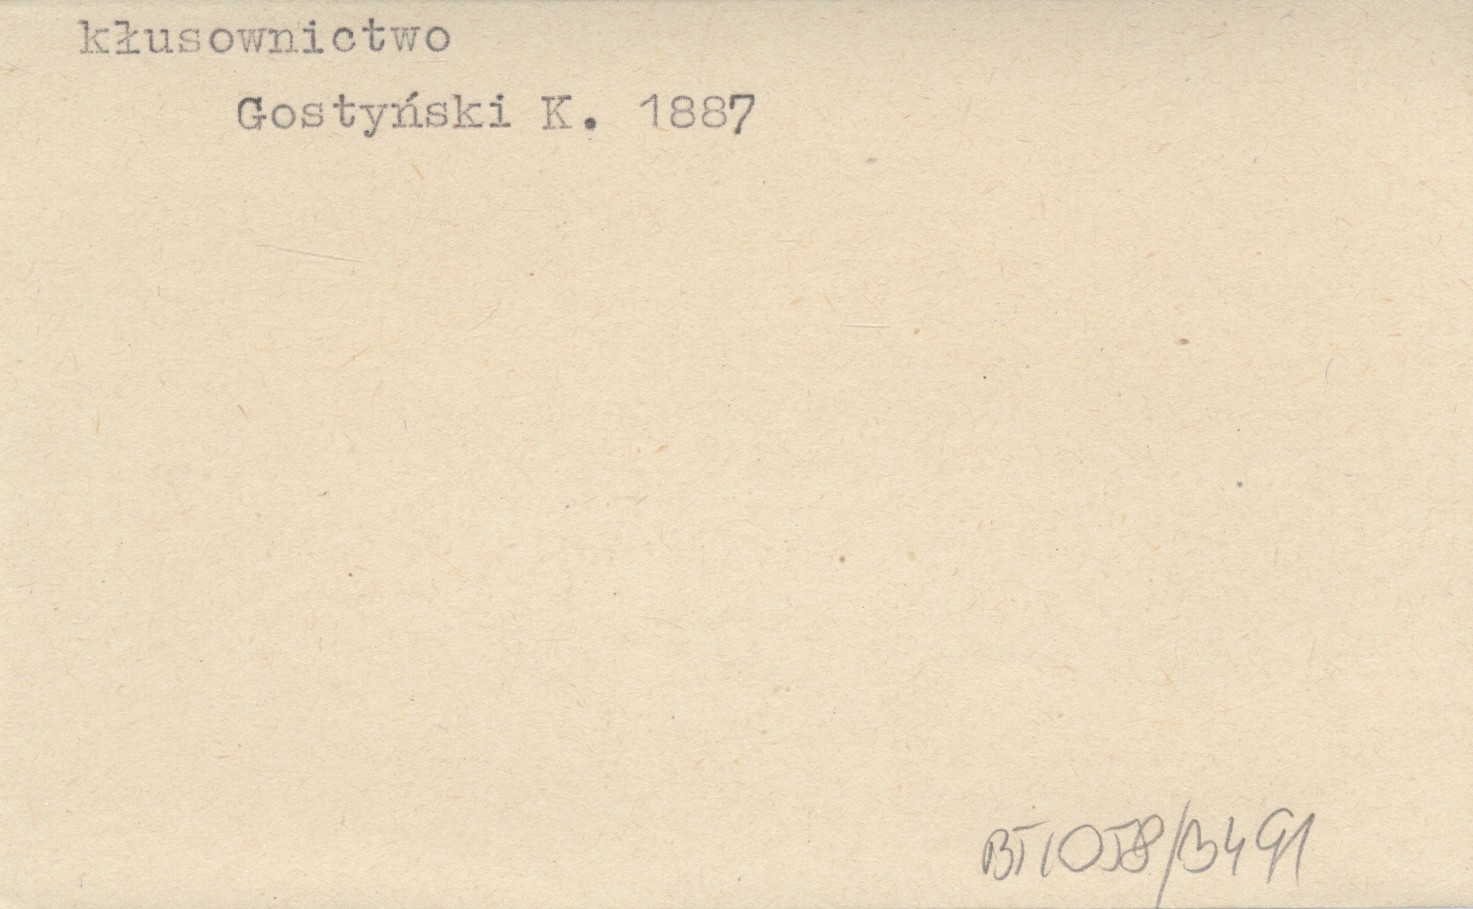 kłusownictwo
Gostyński K. 1887
BT1058/3491